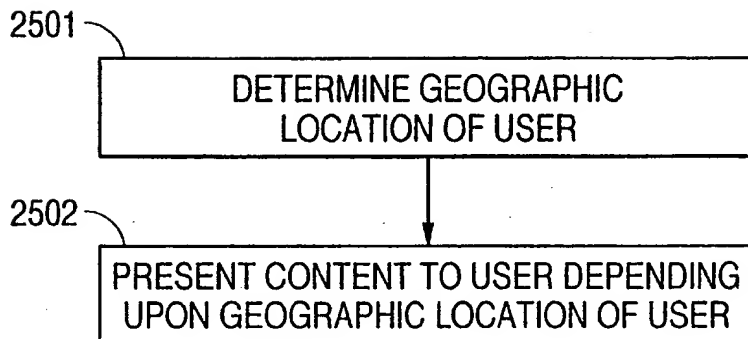 2501
DETERMINE GEOGRAPHIC
LOCATION OF USER
2502
PRESENT CONTENT TO USER DEPENDING
UPON GEOGRAPHIC LOCATION OF USER